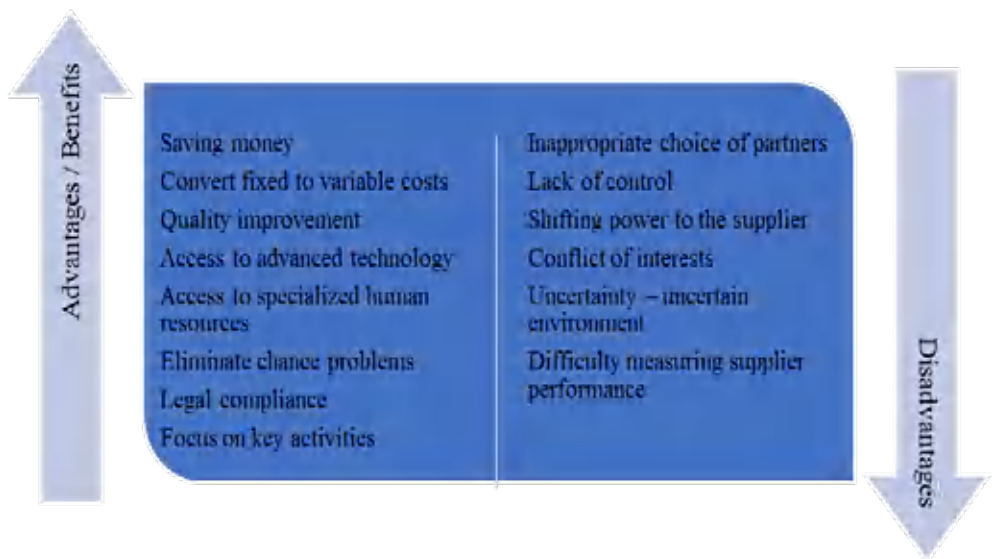 Advantages / Benefits
Saving money
Convert fixed to variable costs
Quality improvement
Access to advanced technology
Access to specialized human
resources
Eliminate chance problems
Legal compliance
Focus on key activities
Inappropriate choice of partners
Lack of control
Shifting power to the supplier
Conflict of interests
Uncertainty – uncertain
environment
Difficulty measuring supplier
performance
Disadvantages